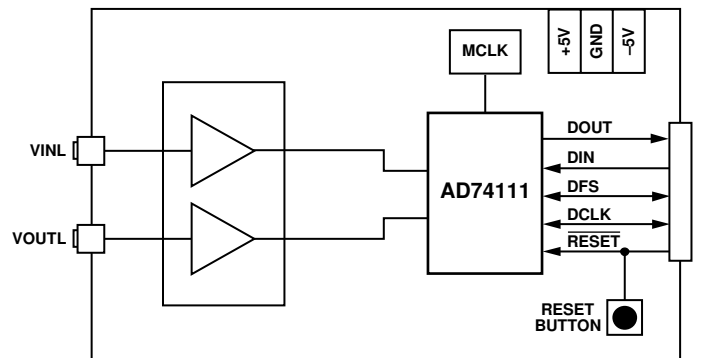 MCLK
+5V
GND
–5V
VINL
VOUTL
AD74111
DOUT
DIN
DFS
DCLK
RESET
RESET
BUTTON